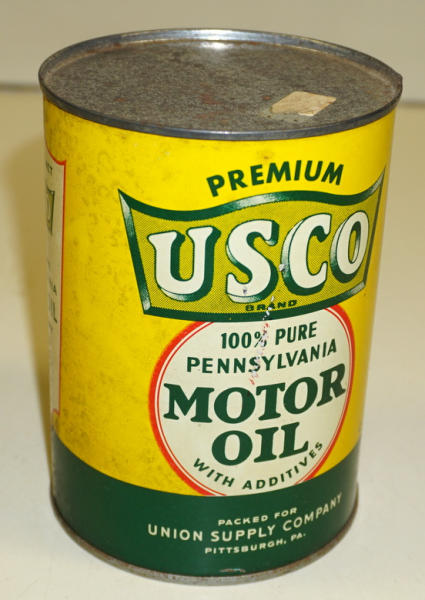 PREMIUM
USCO
BRAND
100% PURE
PENNSYLVANIA
MOTOR
OIL
WITH ADDITIVES
PACKED FOR
UNION SUPPLY COMPANY
PITTSBURGH, PA.